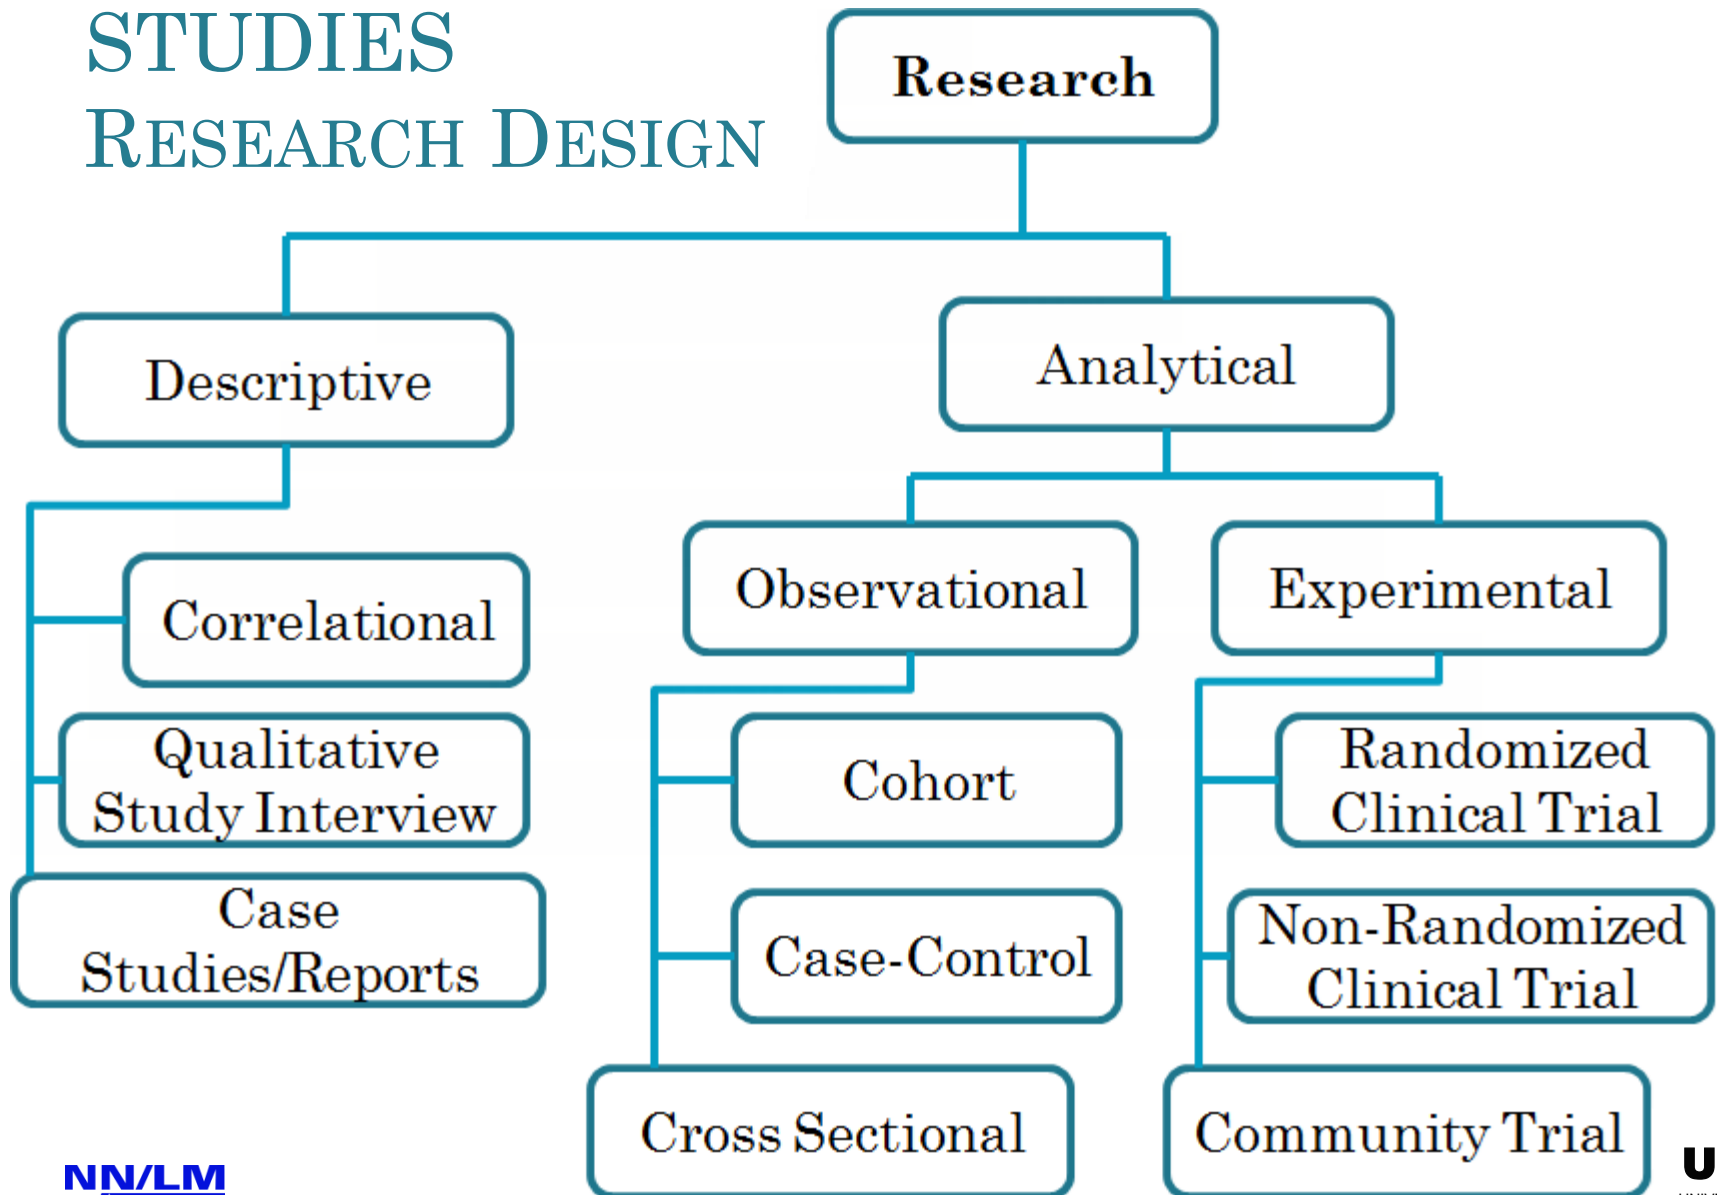 STUDIES
RESEARCH DESIGN
Research
Descriptive
Analytical
Correlational
Qualitative
Study Interview
Case
Studies/Reports
Observational
Experimental
Cohort
Case-Control
Cross Sectional
Randomized
Clinical Trial
Non-Randomized
Clinical Trial
Community Trial
NN/LM
U